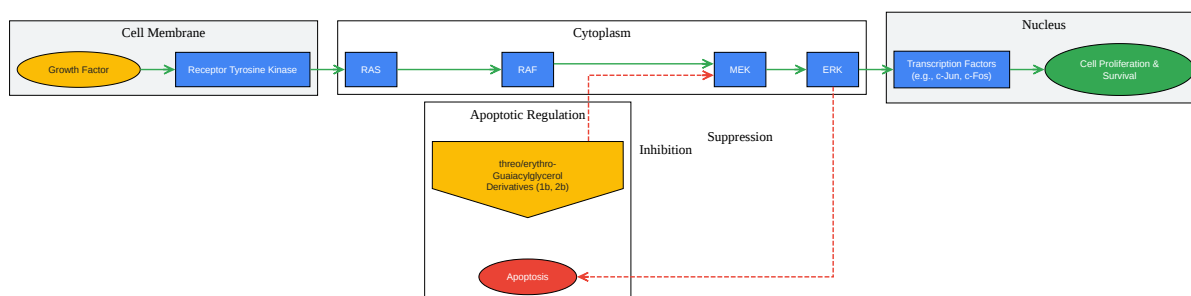 Cell Membrane
Growth Factor
Receptor Tyrosine Kinase
Cytoplasm
RAS
RAF
MEK
ERK
Nucleus
Transcription Factors
(e.g., c-Jun, c-Fos)
Cell Proliferation &
Survival
Apoptotic Regulation
threo/erythro-
Guaiacylglycerol
Derivatives (1b, 2b)
Inhibition
Suppression
Apoptosis